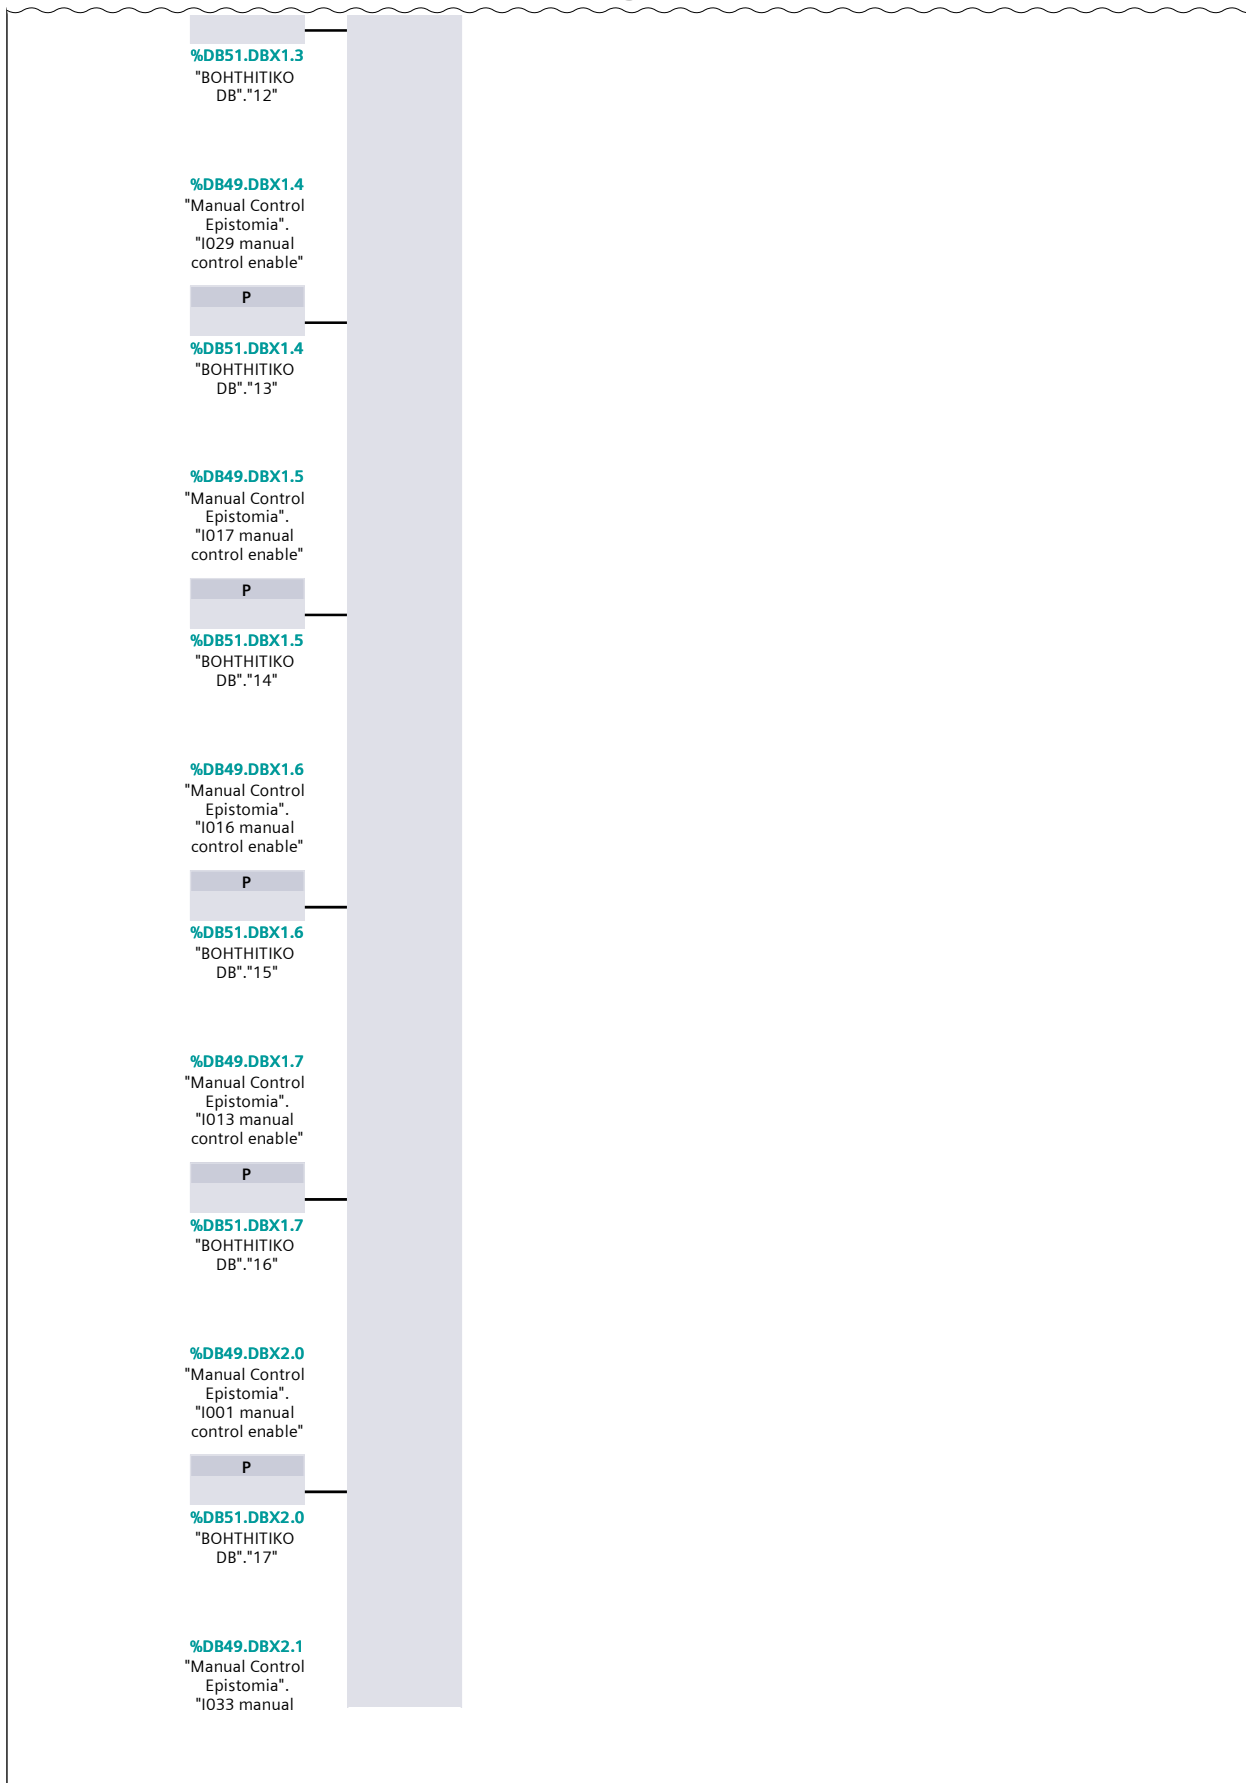 %DB51.DBX1.3
"BOHTHITIKO
DB"."12"
%DB49.DBX1.4
"Manual Control
Epistomia".
"I029 manual
control enable"
P
%DB51.DBX1.4
"BOHTHITIKO
DB"."13"
%DB49.DBX1.5
"Manual Control
Epistomia".
"I017 manual
control enable"
P
%DB51.DBX1.5
"BOHTHITIKO
DB"."14"
%DB49.DBX1.6
"Manual Control
Epistomia".
"I016 manual
control enable"
P
%DB51.DBX1.6
"BOHTHITIKO
DB"."15"
%DB49.DBX1.7
"Manual Control
Epistomia".
"I013 manual
control enable"
P
%DB51.DBX1.7
"BOHTHITIKO
DB"."16"
%DB49.DBX2.0
"Manual Control
Epistomia".
"I001 manual
control enable"
P
%DB51.DBX2.0
"BOHTHITIKO
DB"."17"
%DB49.DBX2.1
"Manual Control
Epistomia".
"I033 manual